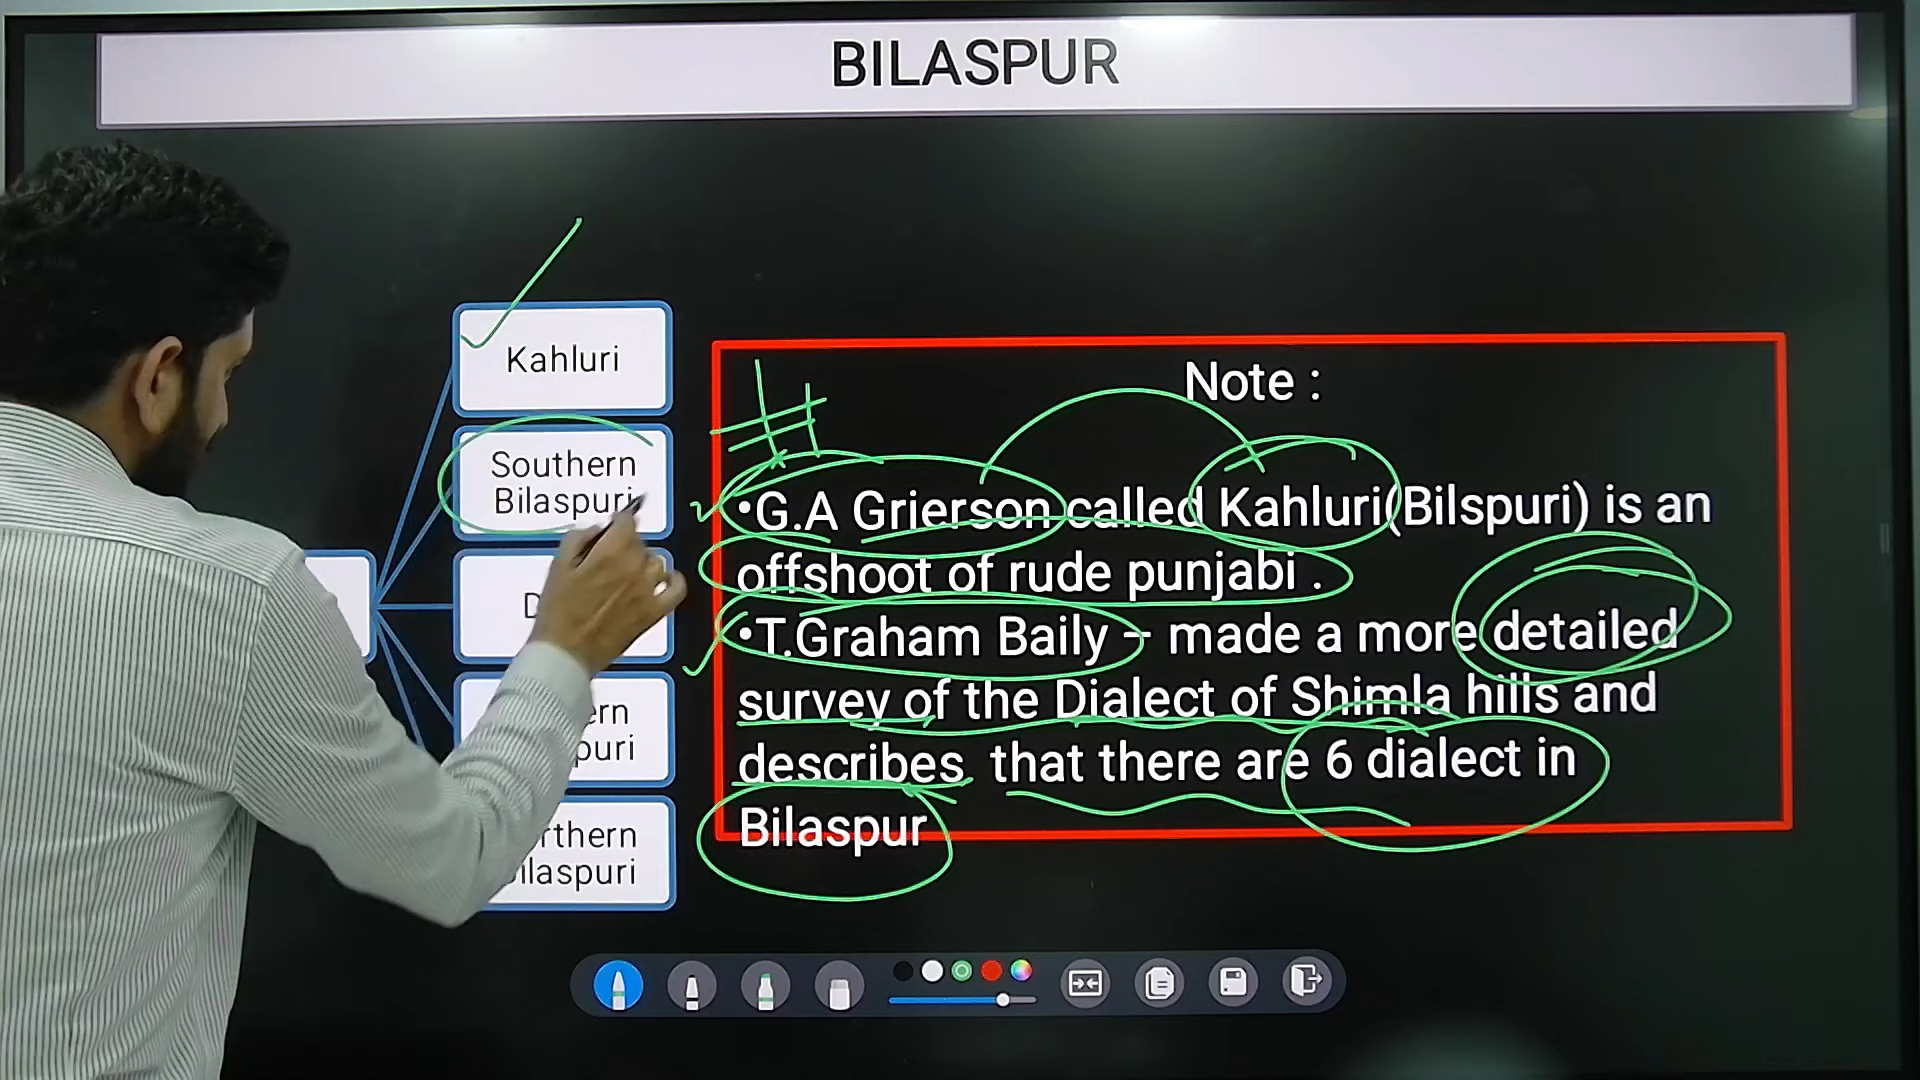 BILASPUR
Kahluri
Southern
Bilaspuri
puri
ilaspuri
Note :
•G.A Grierson called Kahluri(Bilspuri) is an
offshoot of rude punjabi .
•T.Graham Baily – made a more detailed
survey of the Dialect of Shimla hills and
describes that there are 6 dialect in
Bilaspur